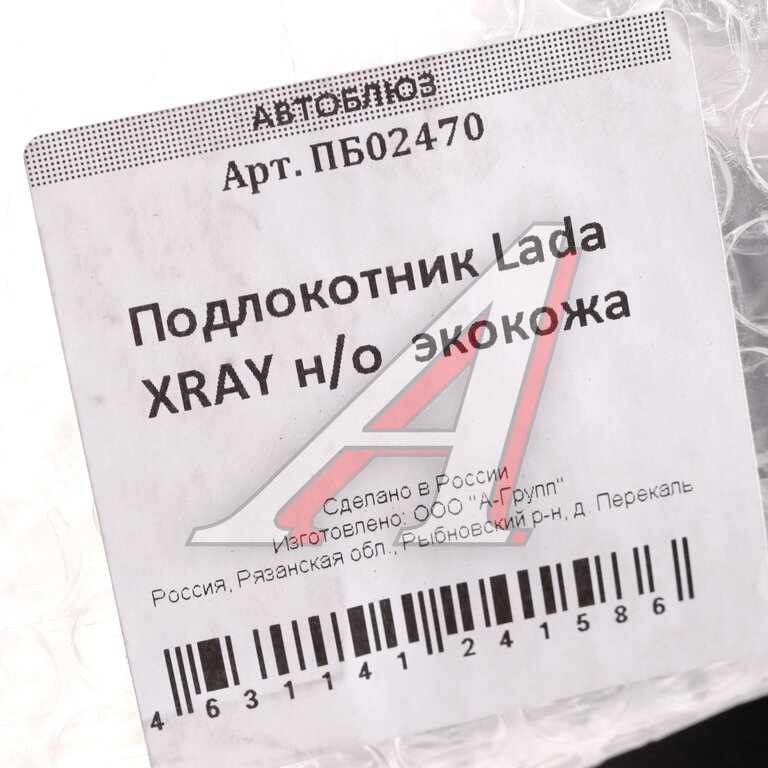 АВТОБЛЮЗ
Арт. ПБ02470
Подлокотник Lada
XRAY н/о экокожа
Сделано в России
Изготовлено: ООО "А-Групп"
Россия, Рязанская обл., Рыбновский р-н, д. Перекаль
4 631141 241586